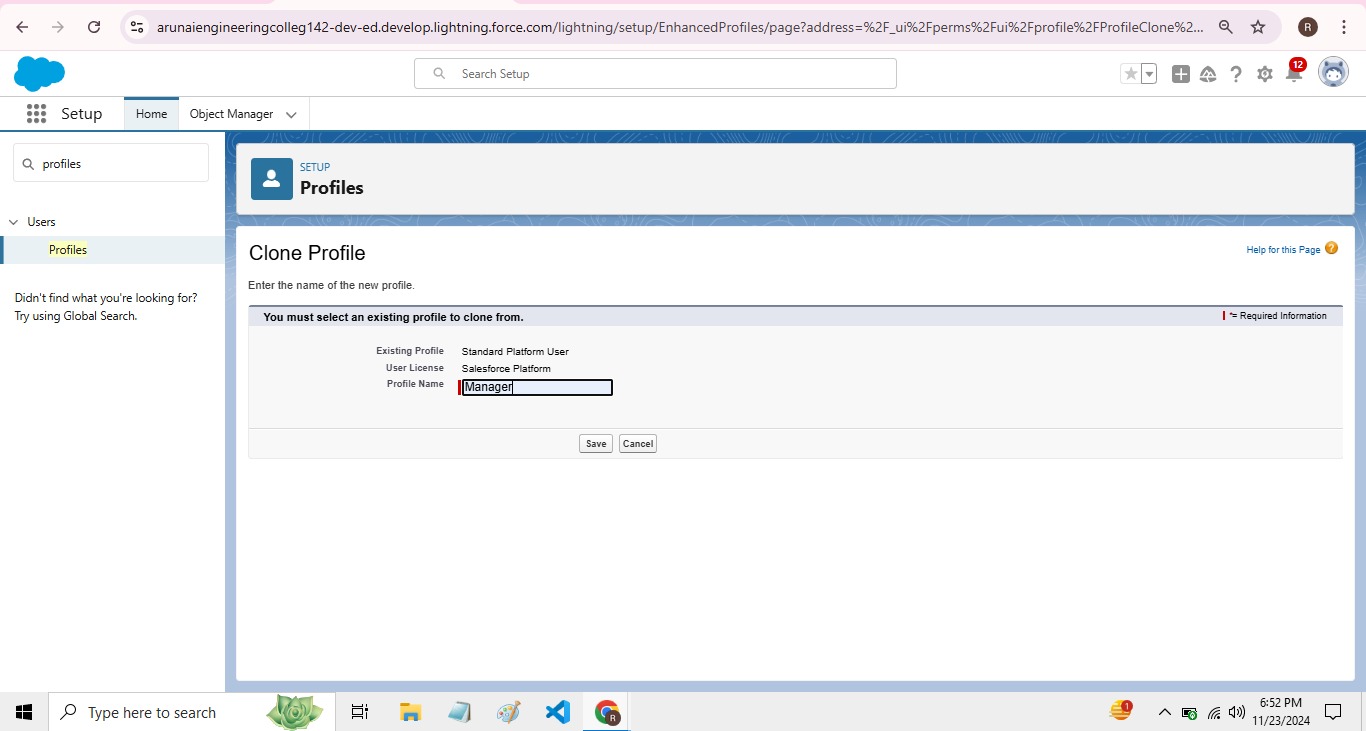 arunaiengineeringcolleg142-dev-ed.develop.lightning.force.com/lightning/setup/EnhancedProfiles/page?address=%2F_ui%2Fperms%2Fui%2Fprofile%2FProfileClone%2...
R
Search Setup
12
Setup
Home
Object Manager
profiles
Users
Profiles
Didn't find what you're looking for?
Try using Global Search.
SETUP
Profiles
Clone Profile
Help for this Page ?
Enter the name of the new profile.
You must select an existing profile to clone from.
*= Required Information
Existing Profile Standard Platform User
User License Salesforce Platform
Profile Name Manager
Save Cancel
Type here to search
R
1
6:52 PM
11/23/2024